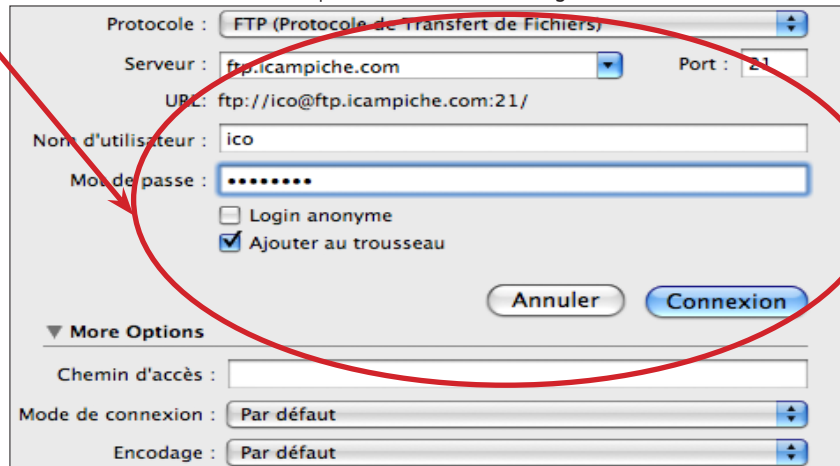 Protocole : FTP (Protocole de Transfert de Fichiers)
Serveur : ftp.icampiche.com Port : 21
URL: ftp://ico@ftp.icampiche.com:21/
Nom d'utilisateur : ico
Mot de passe : ••••••••
Login anonyme
Ajouter au trousseau
Annuler Connexion
More Options
Chemin d'accès :
Mode de connexion : Par défaut
Encodage : Par défaut